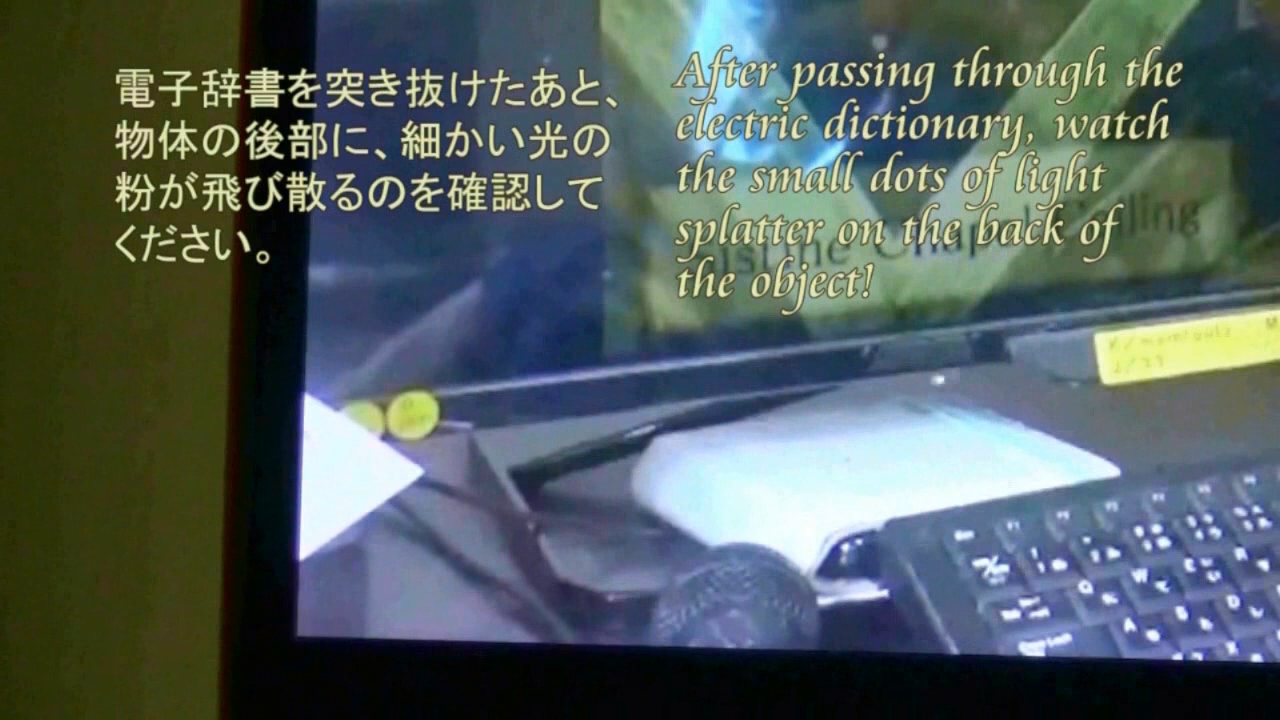 電子辞書を突き抜けたあと、
物体の後部に、細かい光の
粉が飛び散るのを確認して
ください。
After passing through the
electric dictionary, watch
the small dots of light
splatter on the back of
the object!
Sistine Chapel Ceiling